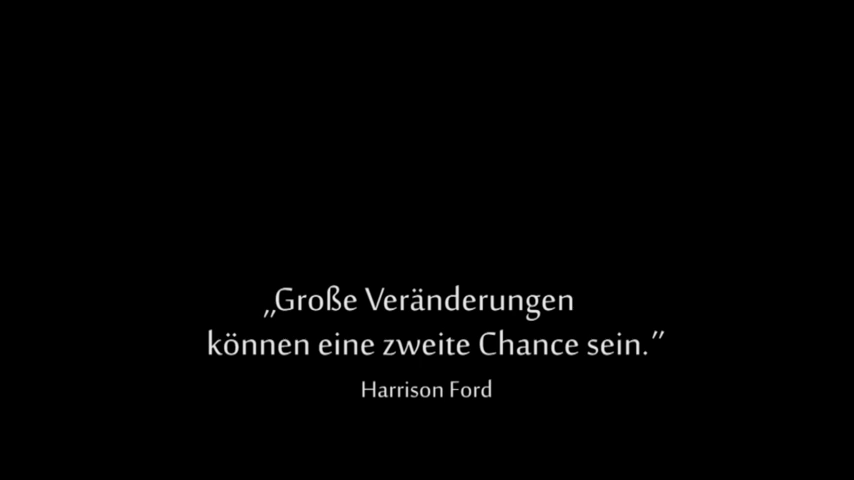 „Große Veränderungen
können eine zweite Chance sein.”
Harrison Ford